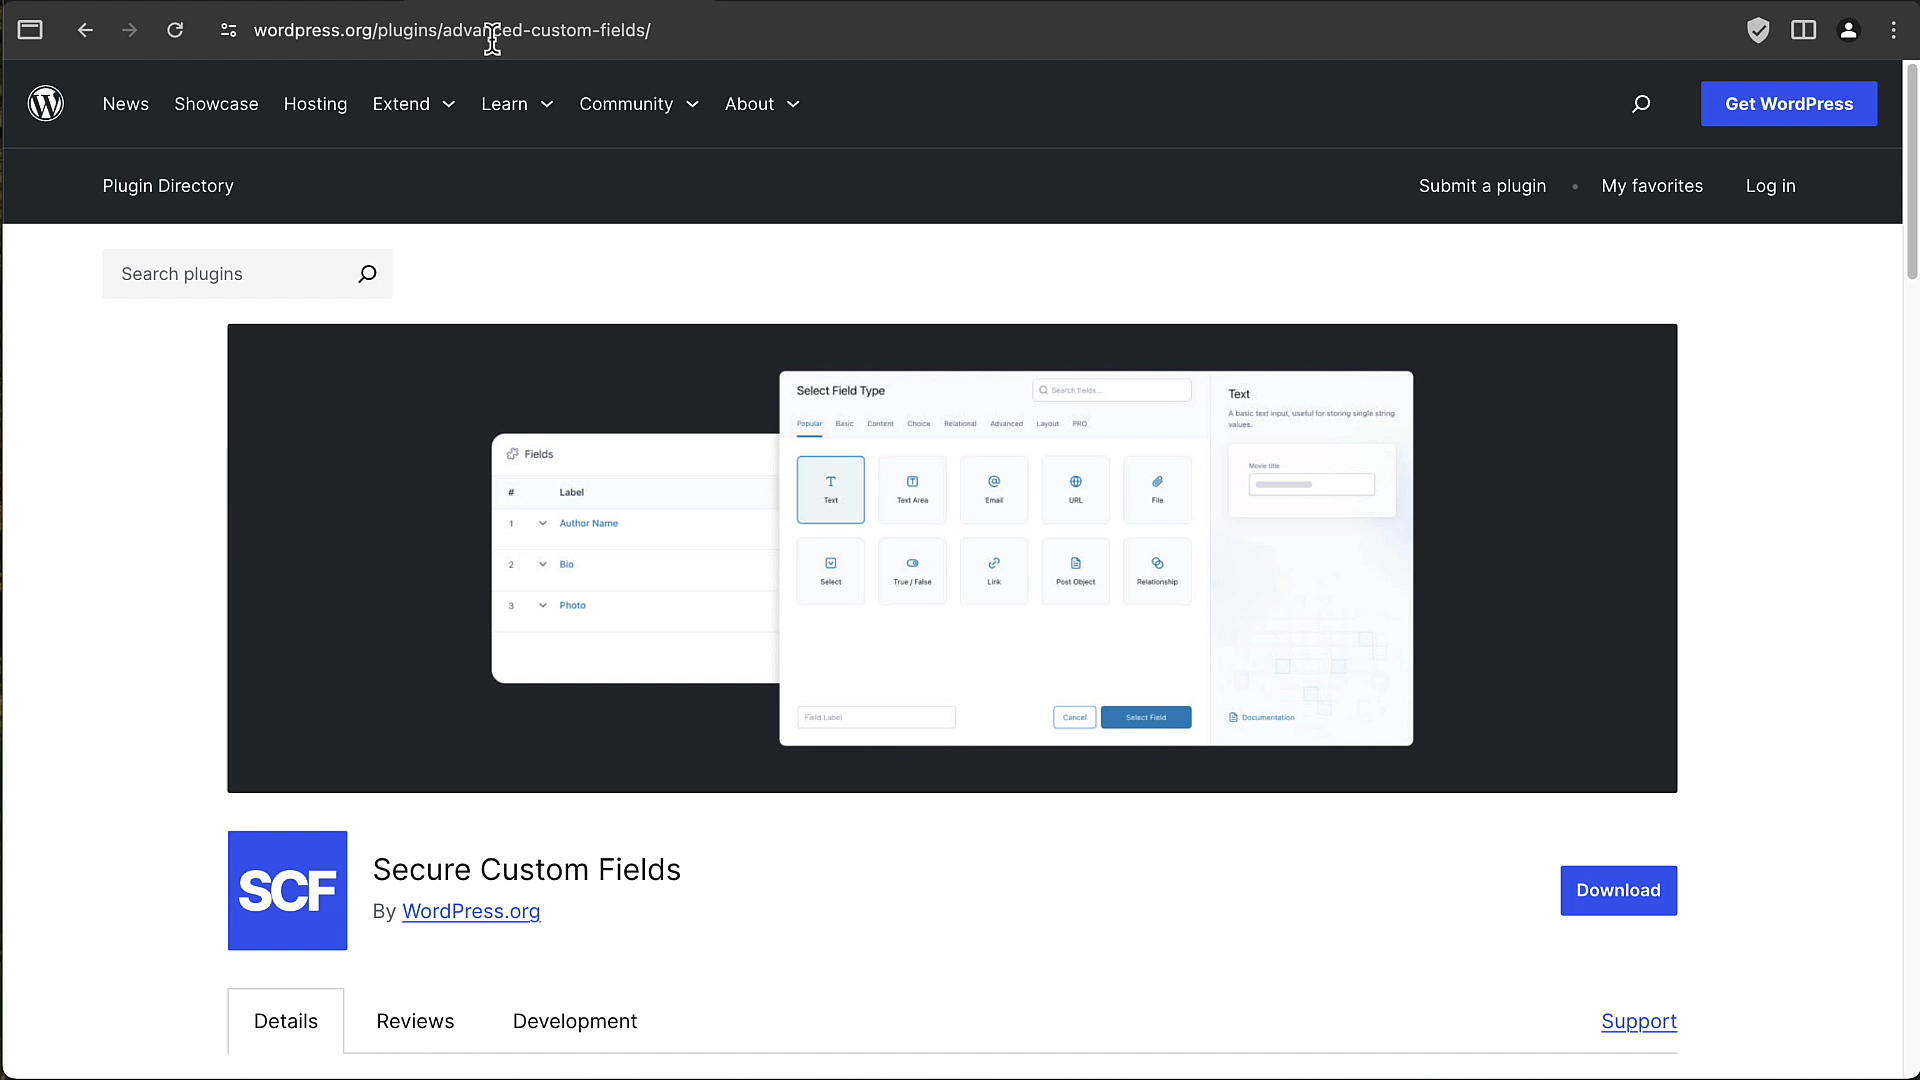 wordpress.org/plugins/advanced-custom-fields/
News Showcase Hosting Extend Learn Community About Get WordPress
Plugin Directory Submit a plugin • My favorites Log in
Search plugins
Select Field Type
Search fields...
Popular Basic Content Choice Relational Advanced Layout PRO
Text
A basic text input, useful for storing single string
values.
Movie title
Fields
# Label
1 Author Name
2 Bio
3 Photo
Text Text Area Email URL File
Select True / False Link Post Object Relationship
Field Label Cancel Select Field Documentation
SCF
Secure Custom Fields
By WordPress.org
Download
Details Reviews Development Support